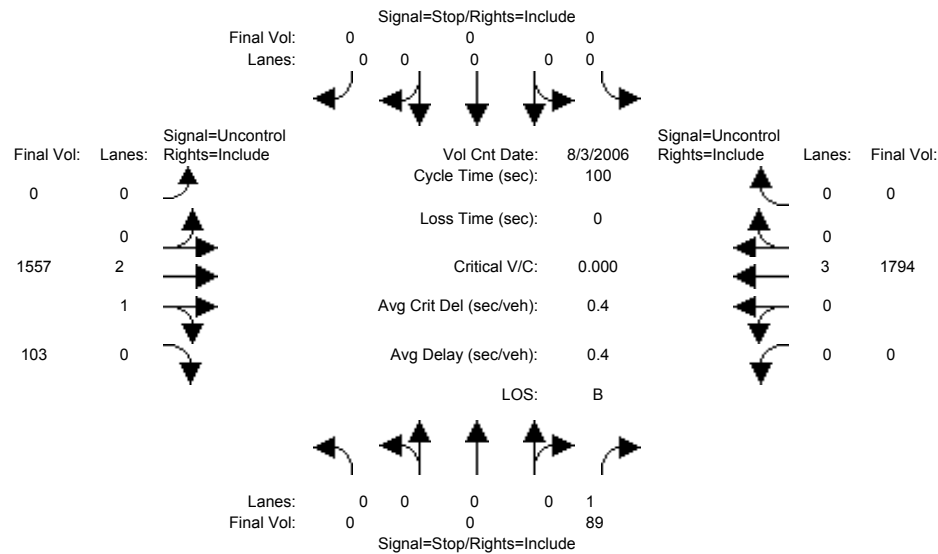 Signal=Stop/Rights=Include
Final Vol: 0 0 0
Lanes: 0 0 0 0 0
Signal=Uncontrol Signal=Uncontrol
Final Vol: Lanes: Rights=Include Vol Cnt Date: 8/3/2006 Rights=Include Lanes: Final Vol:
Cycle Time (sec): 100
0 0 0 0
Loss Time (sec): 0
0 0
1557 2 Critical V/C: 0.000 3 1794
1 Avg Crit Del (sec/veh): 0.4 0
103 0 Avg Delay (sec/veh): 0.4 0 0
LOS: B
Lanes: 0 0 0 0 1
Final Vol: 0 0 89
Signal=Stop/Rights=Include